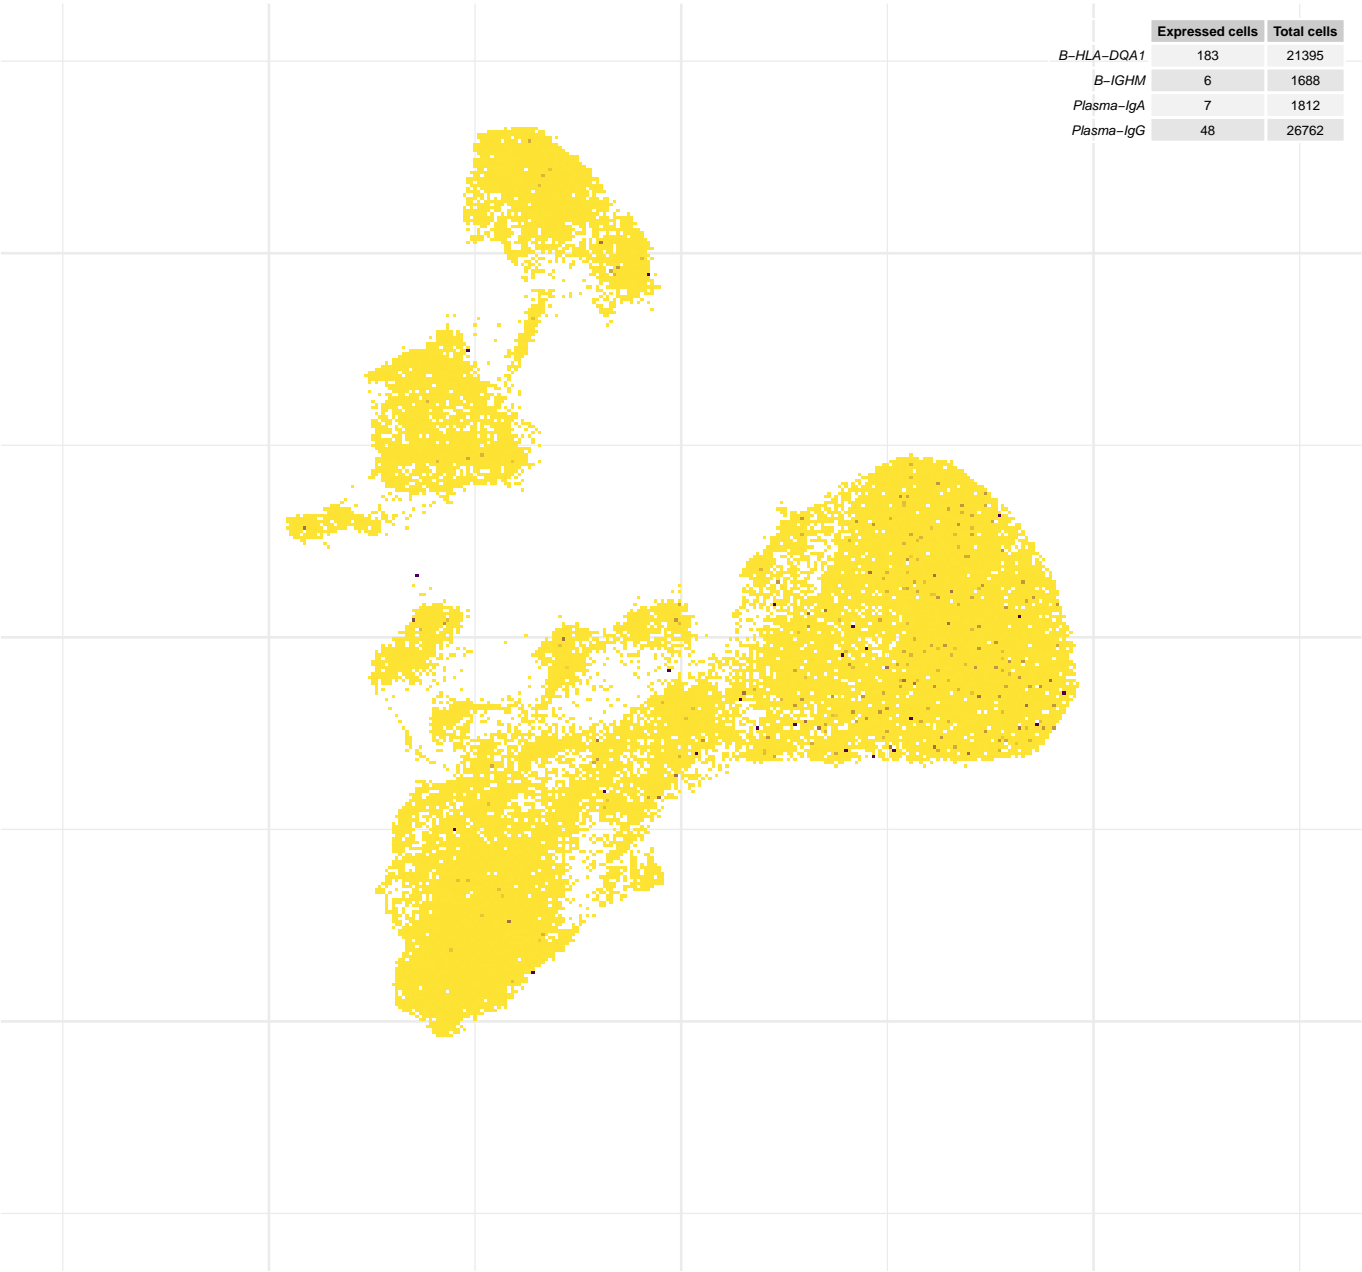 Expressed cells Total cells
B−HLA−DQA1 183 21395
B−IGHM 6 1688
Plasma−IgA 7 1812
Plasma−IgG 48 26762